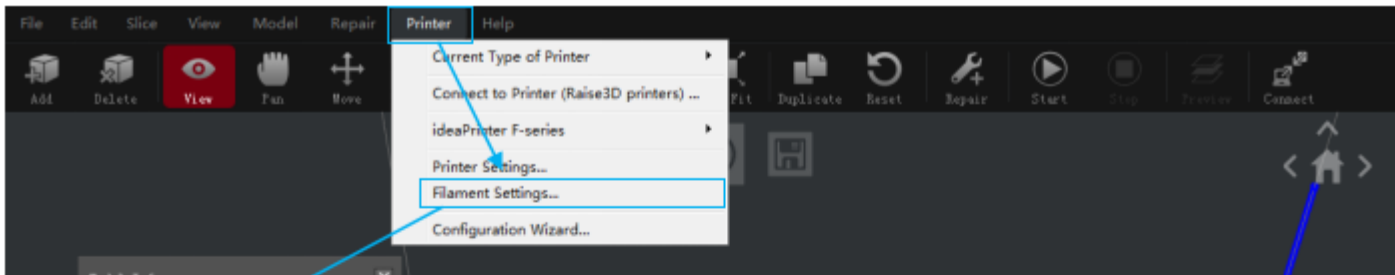 File Edit Slice View Model Repair Printer Help
Add Delete View Pan Move Fit Duplicate Reset Repair Start Stop Preview Connect
Current Type of Printer
Connect to Printer (Raise3D printers) ...
ideaPrinter F-series
Printer Settings...
Filament Settings...
Configuration Wizard...